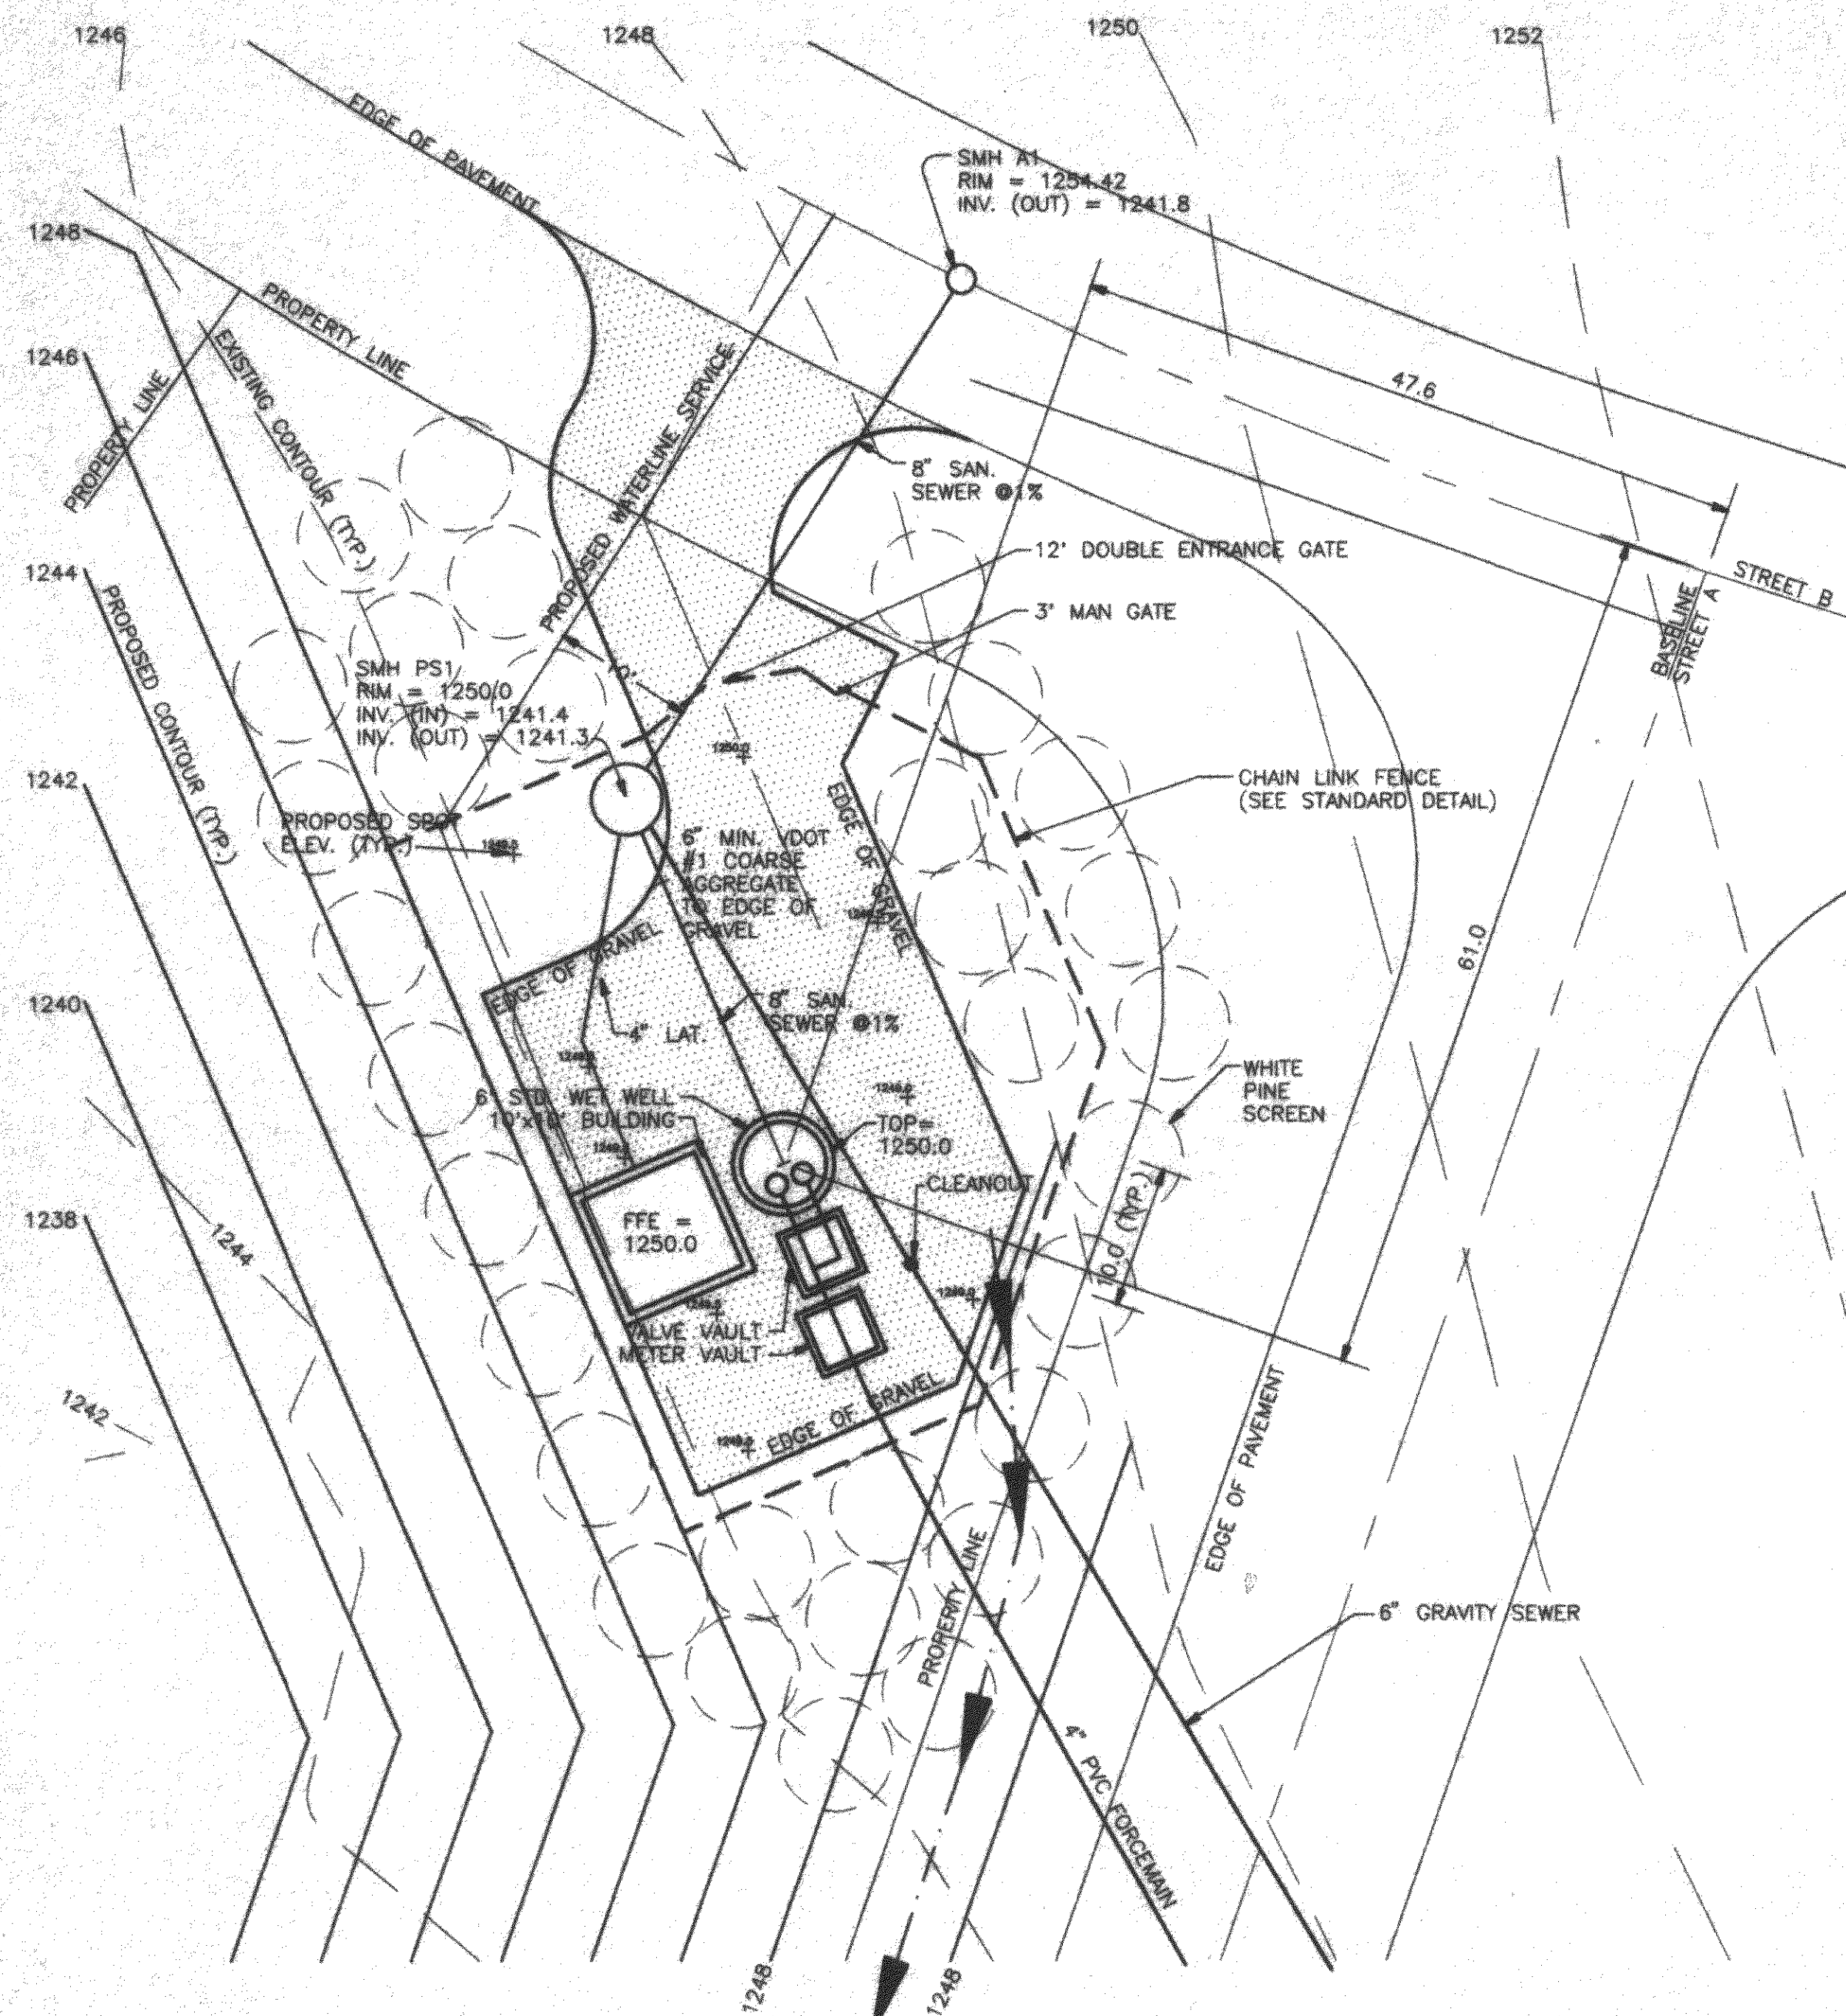 1246
1248
1250
1252
EDGE OF PAVEMENT
SMH A1
RIM = 1254.42
INV. (OUT) = 1241.8
1248
PROPERTY LINE
1246
EXISTING CONTOUR (TYP.)
PROPERTY LINE
PROPOSED WATERLINE SERVICE
47.6
8" SAN.
SEWER @1%
12' DOUBLE ENTRANCE GATE
STREET B
BASELINE
STREET A
1244
3' MAN GATE
PROPOSED CONTOUR (TYP.)
SMH PS1
RIM = 1250.0
INV. (IN) = 1241.4
INV. (OUT) = 1241.3
10'
1250.0
1242
CHAIN LINK FENCE
(SEE STANDARD DETAIL)
PROPOSED SPOT
ELEV. (TYP.)
6" MIN. VDOT
#1 COARSE
AGGREGATE
TO EDGE OF
GRAVEL
EDGE OF GRAVEL
61.0
EDGE OF GRAVEL
1240
8" SAN.
SEWER @1%
4" LAT.
WHITE
PINE
SCREEN
6' STD. WET WELL
10'x10' BUILDING
TOP=
1250.0
CLEANOUT
10.0 (TYP.)
1238
1244
FFE =
1250.0
VALVE VAULT
METER VAULT
EDGE OF GRAVEL
1242
EDGE OF PAVEMENT
PROPERTY LINE
6" GRAVITY SEWER
4" PVC FORCEMAIN
1248
1248